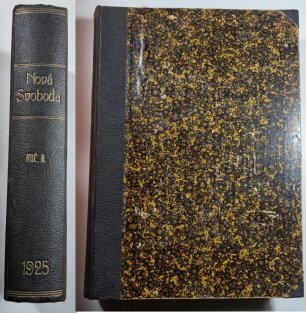 Nová
Svoboda
ROČ. II.
1925